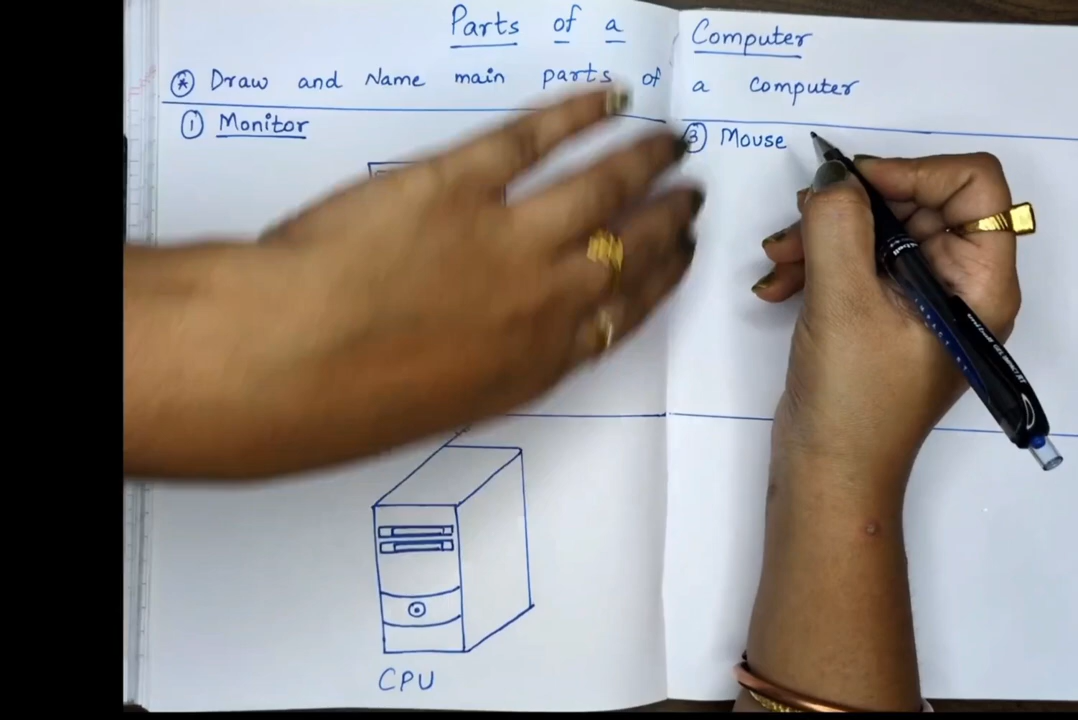 Parts of a Computer
* Draw and Name main parts of a computer
1 Monitor
3 Mouse
CPU